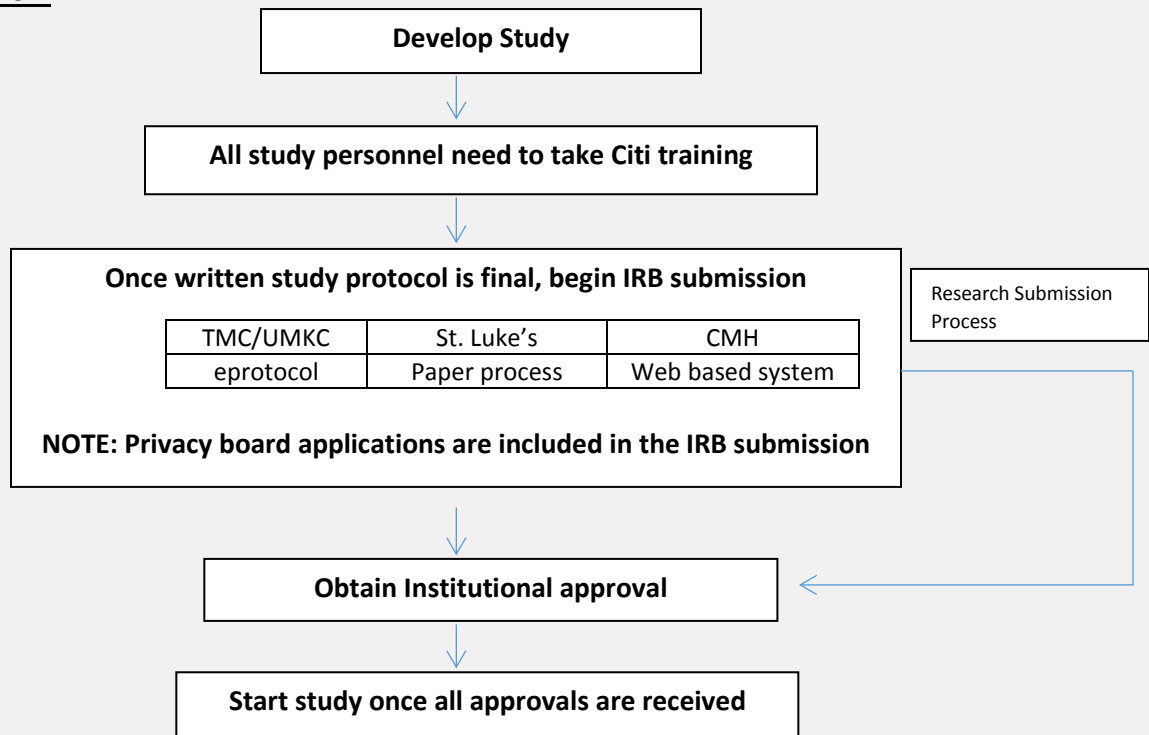 Develop Study
All study personnel need to take Citi training
Once written study protocol is final, begin IRB submission
TMC/UMKC St. Luke’s CMH
eprotocol Paper process Web based system
NOTE: Privacy board applications are included in the IRB submission
Research Submission
Process
Obtain Institutional approval
Start study once all approvals are received